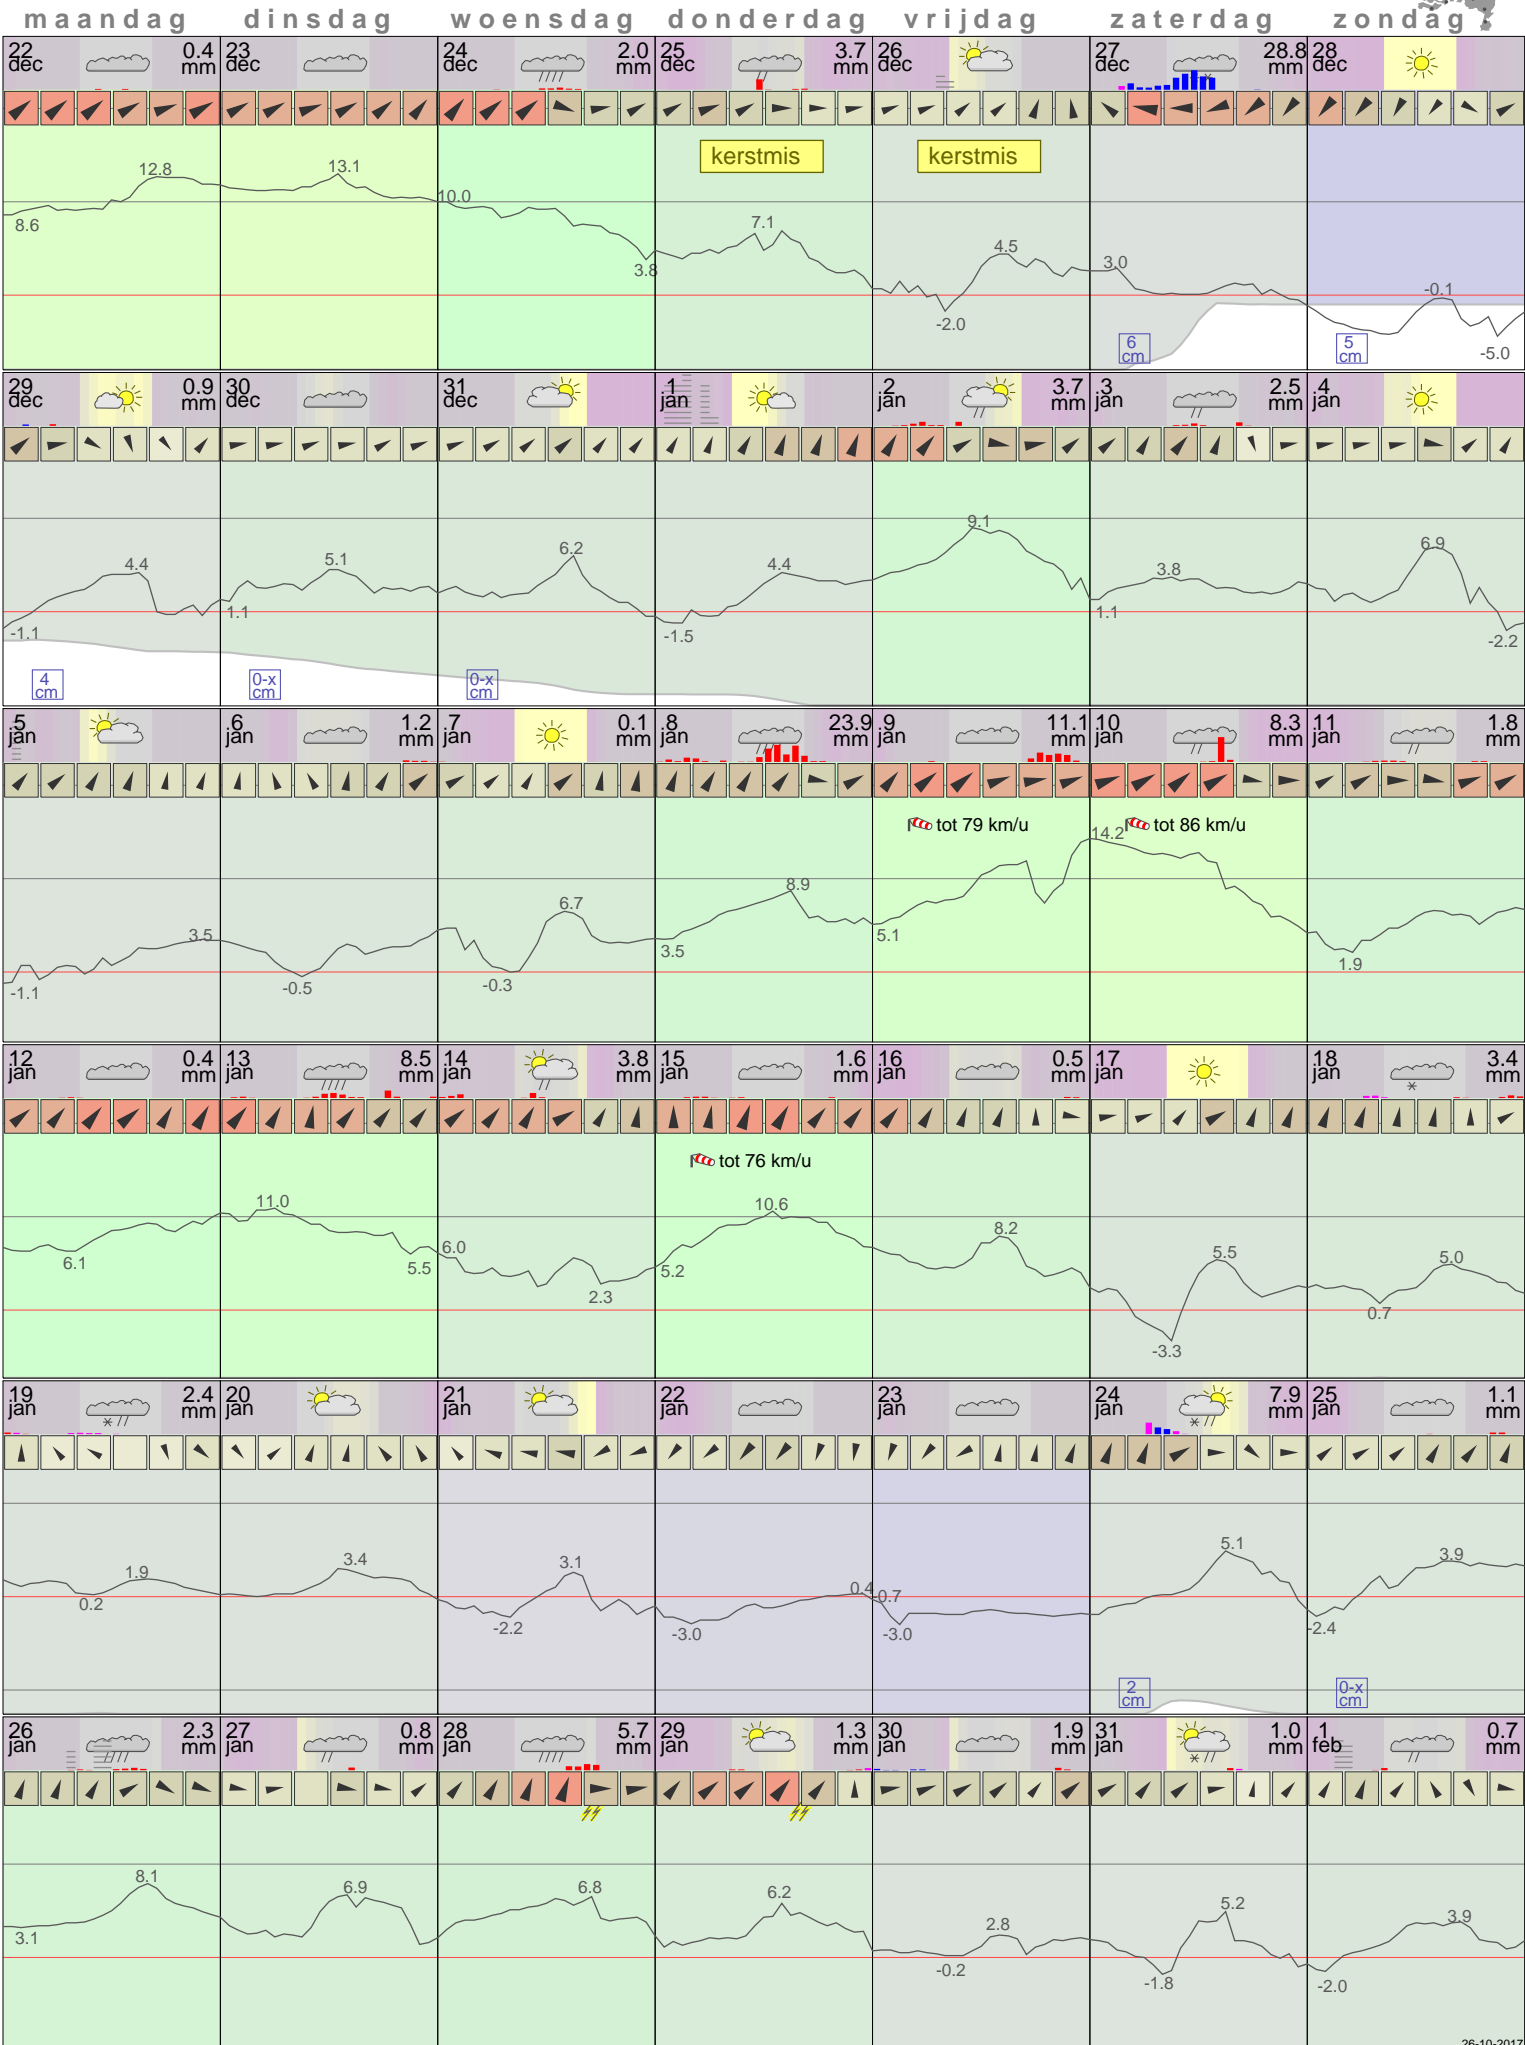 maandag dinsdag woensdag donderdag vrijdag zaterdag zondag
22 0.4 23 24 2.0 25 3.7 26 27 28.8 28
dec mm dec dec mm dec mm dec dec mm dec
kerstmis kerstmis
12.8 13.1
8.6 10.0 3.8 7.1 -2.0 4.5 3.0 -0.1 -5.0
6 5
cm cm
29 0.9 30 31 1 2 3.7 3 2.5 4
dec mm dec dec jan jan mm jan mm jan
-1.1 4.4 1.1 5.1 6.2 -1.5 4.4 9.1 1.1 3.8 6.9 -2.2
4 0-x 0-x
cm cm cm
5 6 1.2 7 0.1 8 23.9 9 11.1 10 8.3 11 1.8
jan jan mm jan mm jan mm jan mm jan mm jan mm
tot 79 km/u tot 86 km/u
-1.1 3.5 -0.5 -0.3 6.7 3.5 8.9 5.1 14.2 1.9
12 0.4 13 8.5 14 3.8 15 1.6 16 0.5 17 18 3.4
jan mm jan mm jan mm jan mm jan mm jan jan mm
tot 76 km/u
6.1 11.0 5.5 6.0 2.3 5.2 10.6 8.2 -3.3 5.5 0.7 5.0
19 2.4 20 21 22 23 24 7.9 25 1.1
jan mm jan jan jan jan jan mm jan mm
0.2 1.9 3.4 -2.2 3.1 -3.0 0.4 -0.7 -3.0 5.1 -2.4 3.9
2 0-x
cm cm
26 2.3 27 0.8 28 5.7 29 1.3 30 1.9 31 1.0 1 0.7
jan mm jan mm jan mm jan mm jan mm jan mm feb mm
3.1 8.1 6.9 6.8 6.2 -0.2 2.8 -1.8 5.2 -2.0 3.9
26-10-2017